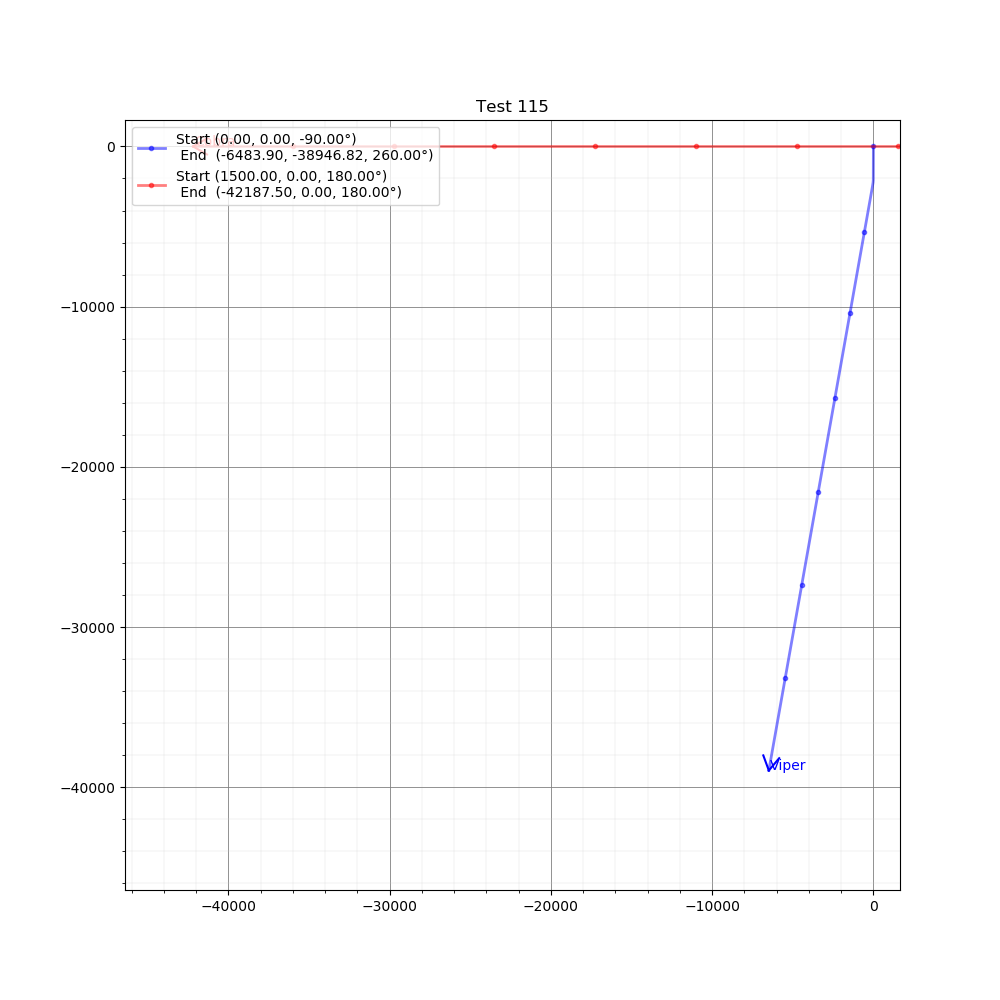 Test 115
Start (0.00, 0.00, -90.00°)
End (-6483.90, -38946.82, 260.00°)
Start (1500.00, 0.00, 180.00°)
End (-42187.50, 0.00, 180.00°)
0
−10000
−20000
−30000
−40000
Viper
−40000 −30000 −20000 −10000 0